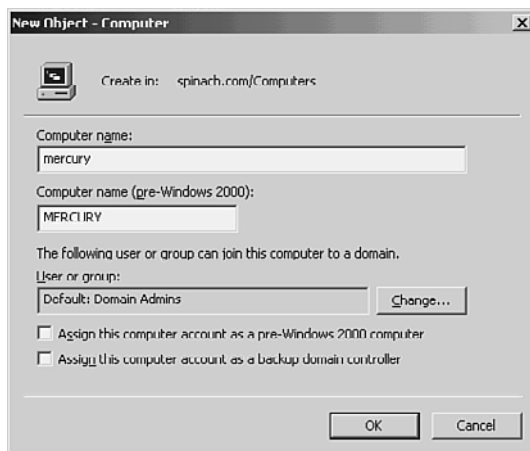 New Object - Computer
Create in: spinach.com/Computers
Computer name:
mercury
Computer name (pre-Windows 2000):
MERCURY
The following user or group can join this computer to a domain.
User or group:
Default: Domain Admins
Change...
Assign this computer account as a pre-Windows 2000 computer
Assign this computer account as a backup domain controller
OK Cancel